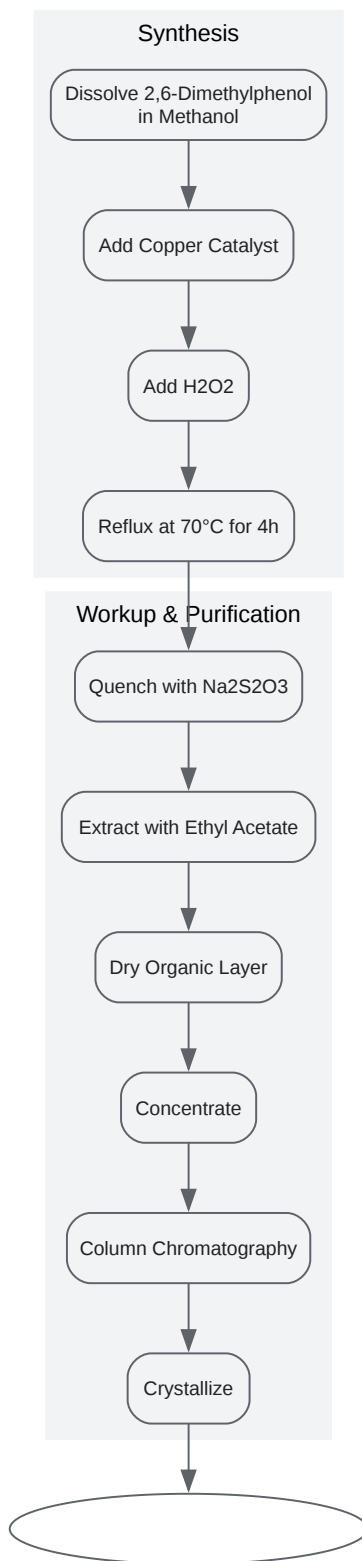 Synthesis
Dissolve 2,6-Dimethylphenol
in Methanol
Add Copper Catalyst
Add H2O2
Reflux at 70°C for 4h
Workup & Purification
Quench with Na2S2O3
Extract with Ethyl Acetate
Dry Organic Layer
Concentrate
Column Chromatography
Crystallize